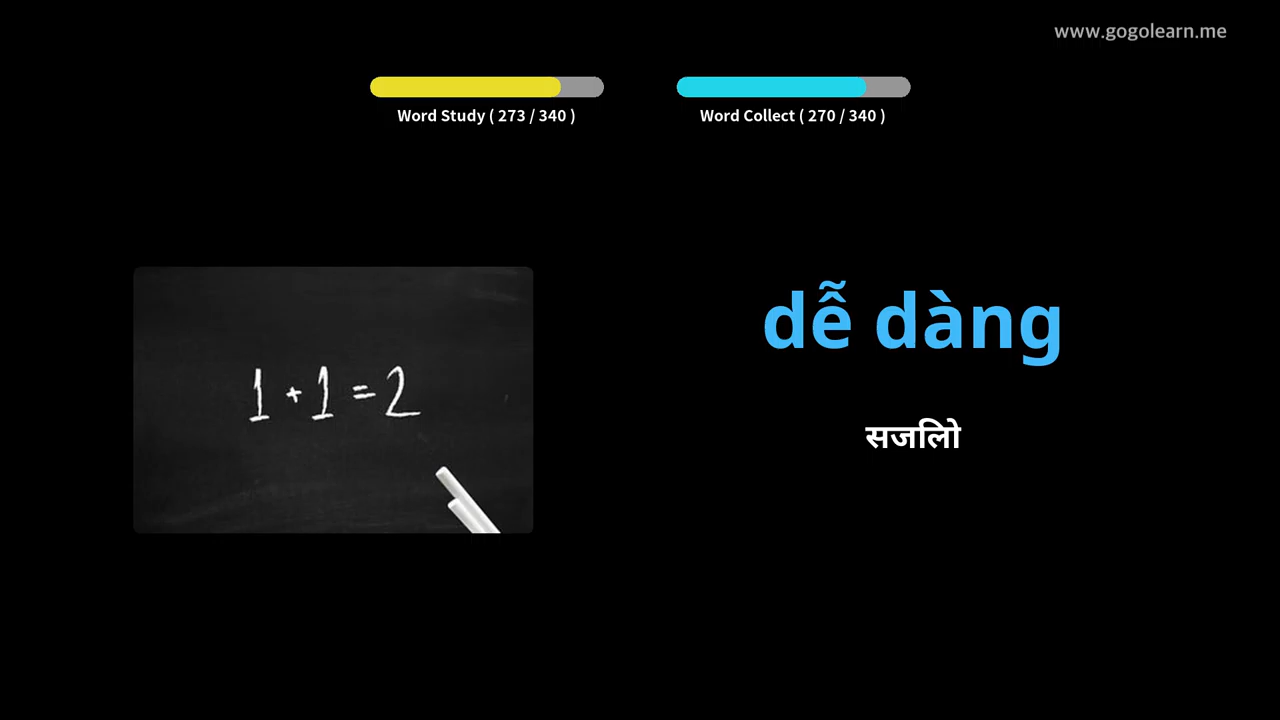 www.gogolearn.me
Word Study ( 273 / 340 )
Word Collect ( 270 / 340 )
1 + 1 = 2
dễ dàng
सजिलो